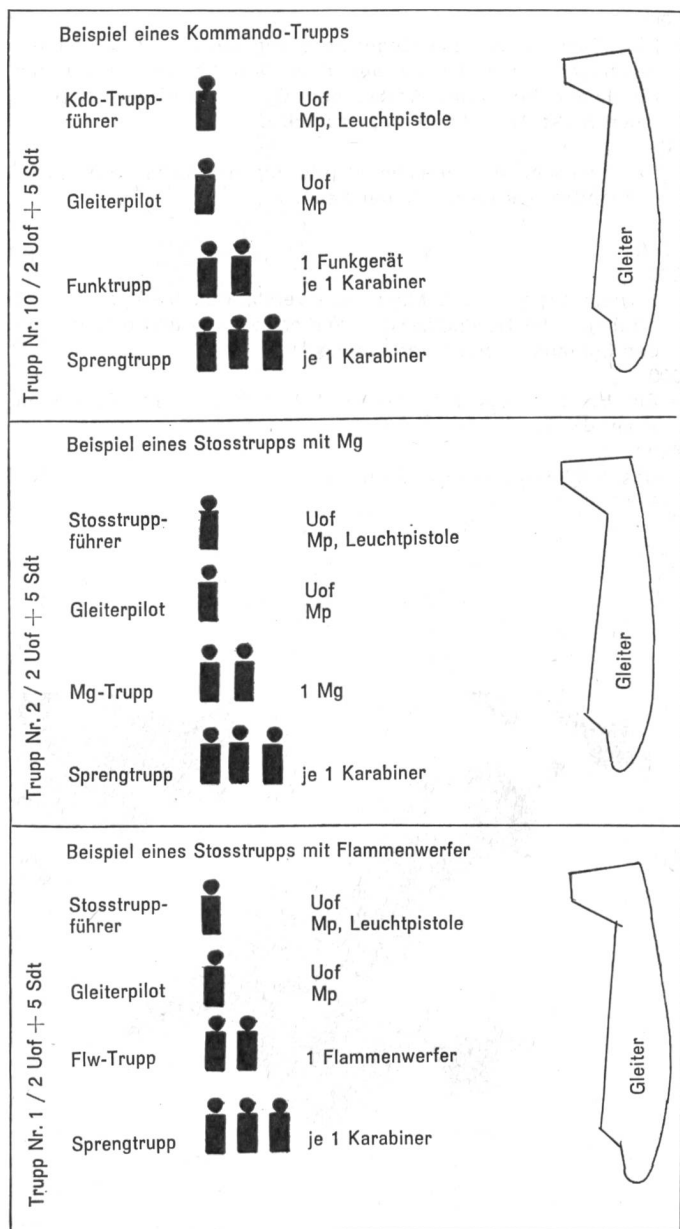 Beispiel eines Kommando-Trupps
Trupp Nr. 10 / 2 Uof + 5 Sdt
Kdo-Trupp-
führer
Uof
Mp, Leuchtpistole
Gleiterpilot
Uof
Mp
Funktrupp
1 Funkgerät
je 1 Karabiner
Sprengtrupp
je 1 Karabiner
Gleiter
Beispiel eines Stosstrupps mit Mg
Trupp Nr. 2 / 2 Uof + 5 Sdt
Stosstrupp-
führer
Uof
Mp, Leuchtpistole
Gleiterpilot
Uof
Mp
Mg-Trupp
1 Mg
Sprengtrupp
je 1 Karabiner
Gleiter
Beispiel eines Stosstrupps mit Flammenwerfer
Trupp Nr. 1 / 2 Uof + 5 Sdt
Stosstrupp-
führer
Uof
Mp, Leuchtpistole
Gleiterpilot
Uof
Mp
Flw-Trupp
1 Flammenwerfer
Sprengtrupp
je 1 Karabiner
Gleiter